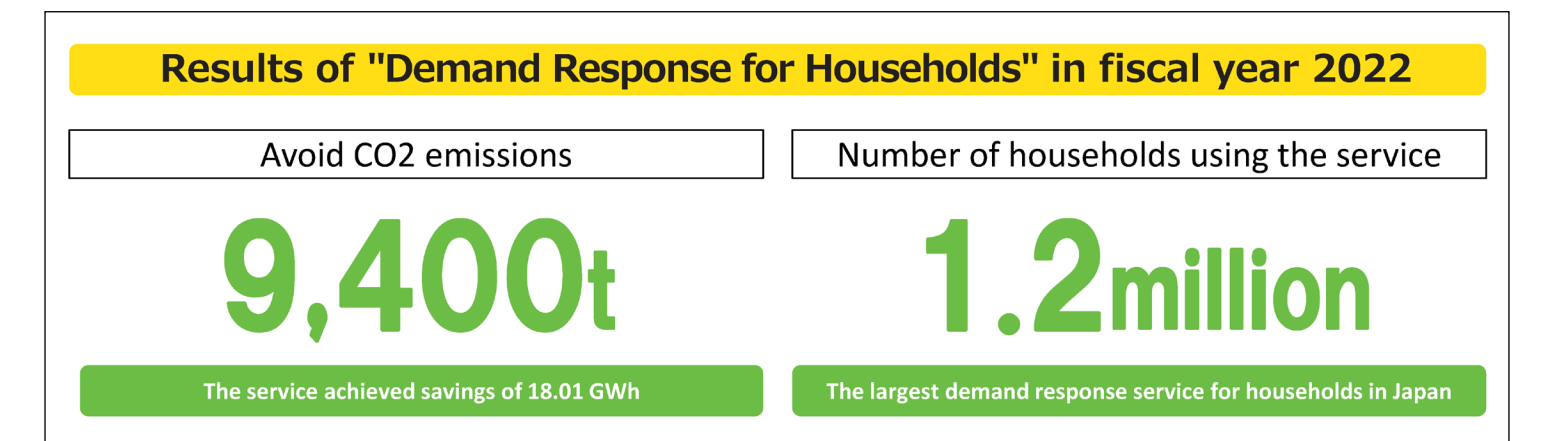 Results of "Demand Response for Households" in fiscal year 2022
Avoid CO2 emissions
9,400t
The service achieved savings of 18.01 GWh
Number of households using the service
1.2million
The largest demand response service for households in Japan